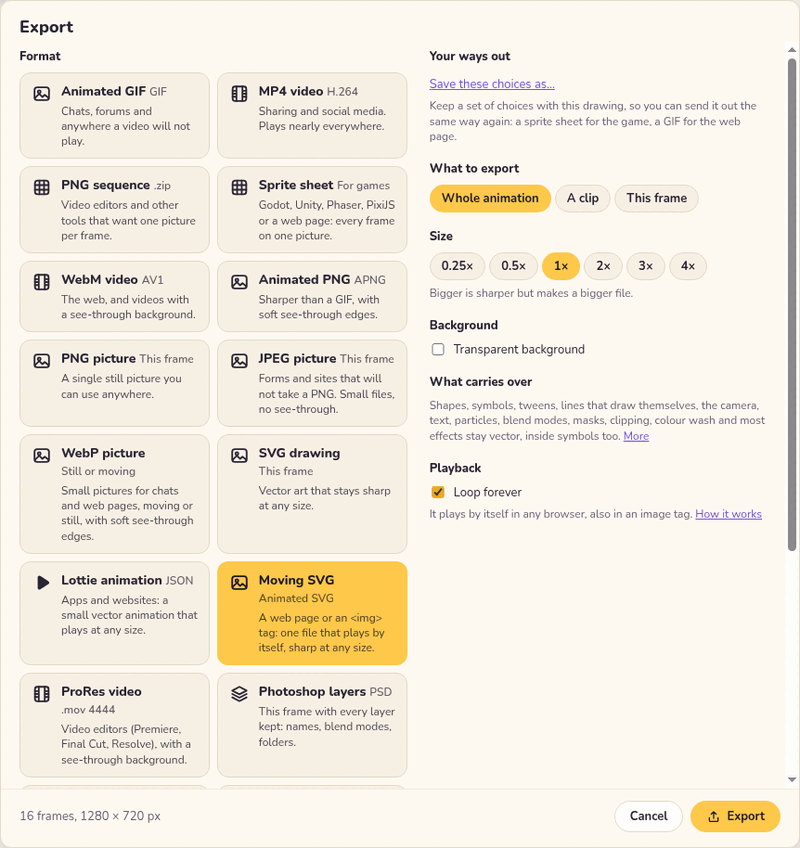 Export
Format
Animated GIF GIF
Chats, forums and
anywhere a video will not
play.
MP4 video H.264
Sharing and social media.
Plays nearly everywhere.
PNG sequence .zip
Video editors and other
tools that want one picture
per frame.
Sprite sheet For games
Godot, Unity, Phaser, PixiJS
or a web page: every frame
on one picture.
WebM video AV1
The web, and videos with
a see-through background.
Animated PNG APNG
Sharper than a GIF, with
soft see-through edges.
PNG picture This frame
A single still picture you
can use anywhere.
JPEG picture This frame
Forms and sites that will
not take a PNG. Small files,
no see-through.
WebP picture
Still or moving
Small pictures for chats
and web pages, moving or
still, with soft see-through
edges.
SVG drawing
This frame
Vector art that stays sharp
at any size.
Lottie animation JSON
Apps and websites: a
small vector animation that
plays at any size.
Moving SVG
Animated SVG
A web page or an <img>
tag: one file that plays by
itself, sharp at any size.
ProRes video
.mov 4444
Video editors (Premiere,
Final Cut, Resolve), with a
see-through background.
Photoshop layers PSD
This frame with every layer
kept: names, blend modes,
folders.
Your ways out
Save these choices as...
Keep a set of choices with this drawing, so you can send it out the
same way again: a sprite sheet for the game, a GIF for the web
page.
What to export
Whole animation A clip This frame
Size
0.25× 0.5× 1× 2× 3× 4×
Bigger is sharper but makes a bigger file.
Background
Transparent background
What carries over
Shapes, symbols, tweens, lines that draw themselves, the camera,
text, particles, blend modes, masks, clipping, colour wash and most
effects stay vector, inside symbols too. More
Playback
Loop forever
It plays by itself in any browser, also in an image tag. How it works
16 frames, 1280 × 720 px
Cancel
Export